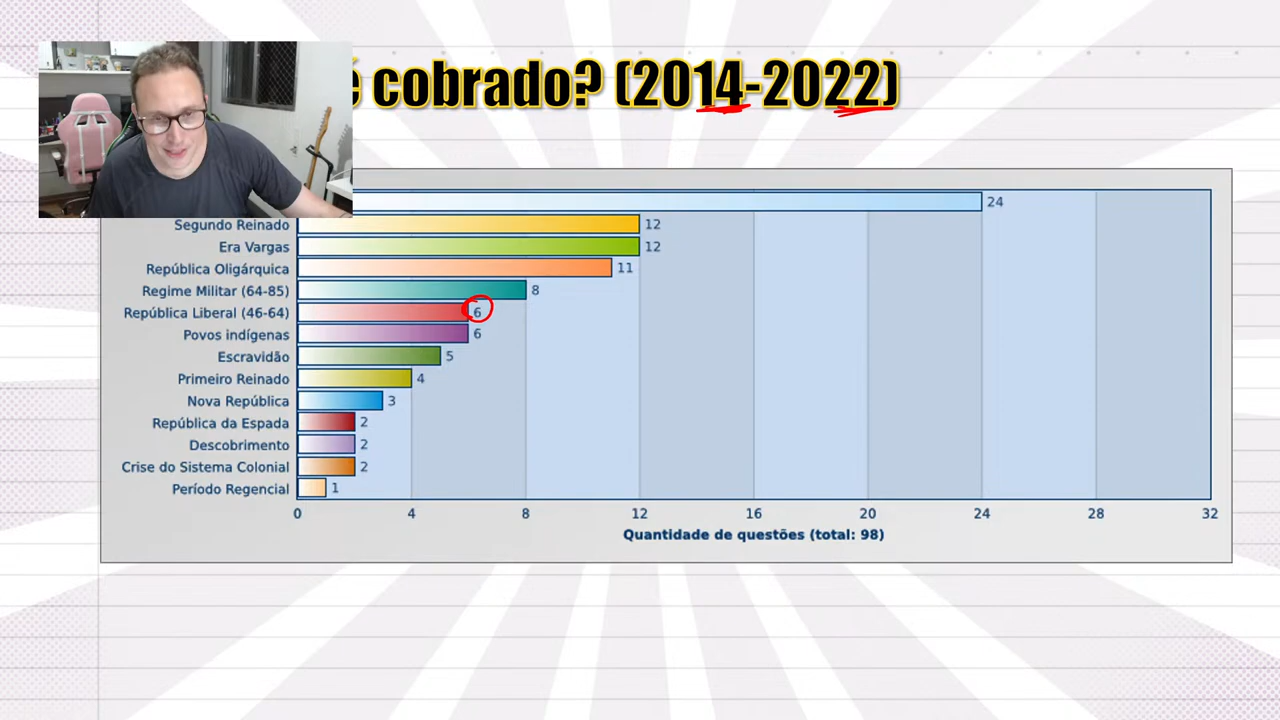 é cobrado? (2014-2022)
24
Segundo Reinado 12
Era Vargas 12
República Oligárquica 11
Regime Militar (64-85) 8
República Liberal (46-64) 6
Povos indígenas 6
Escravidão 5
Primeiro Reinado 4
Nova República 3
República da Espada 2
Descobrimento 2
Crise do Sistema Colonial 2
Período Regencial 1
0 4 8 12 16 20 24 28 32
Quantidade de questões (total: 98)